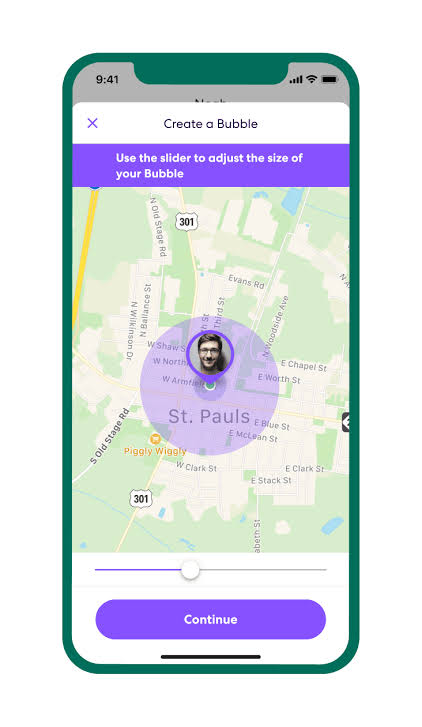 9:41
Create a Bubble
Use the slider to adjust the size of
your Bubble
N Old Stage Rd
301
Evans Rd
N Ballance St
N Wilkinson Dr
Third St
N Woodside Ave
W Shaw
E Chapel St
W North
E Worth St
W Armfield
St. Pauls
E Blue St
E McLean St
S Old Stage Rd
Piggly Wiggly
W Clark St
E Clark St
E Stack St
301
abeth St
Continue